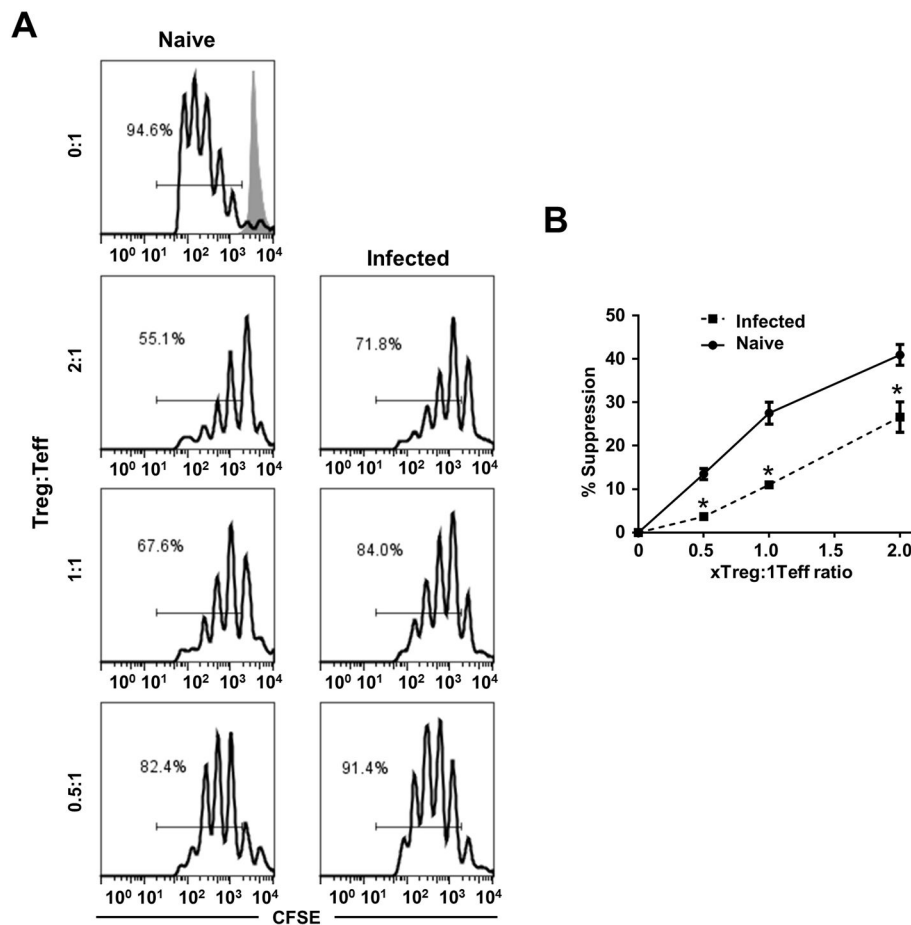 A
Naive
94.6%
0:1
10⁰ 10¹ 10² 10³ 10⁴
Infected
55.1%
71.8%
2:1
10⁰ 10¹ 10² 10³ 10⁴
10⁰ 10¹ 10² 10³ 10⁴
Treg:Teff
67.6%
84.0%
1:1
10⁰ 10¹ 10² 10³ 10⁴
10⁰ 10¹ 10² 10³ 10⁴
82.4%
91.4%
0.5:1
10⁰ 10¹ 10² 10³ 10⁴
10⁰ 10¹ 10² 10³ 10⁴
CFSE
B
Infected
Naive
50
40
30
20
10
0
% Suppression
*
*
*
0 0.5 1.0 1.5 2.0
xTreg:1Teff ratio